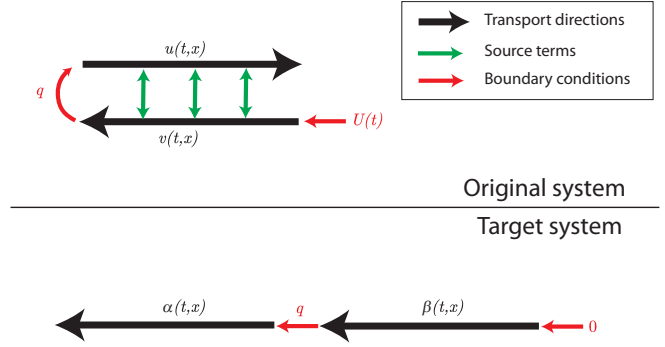 u(t,x)
q
v(t,x)
U(t)
Transport directions
Source terms
Boundary conditions
Original system
Target system
α(t,x)
q
β(t,x)
0